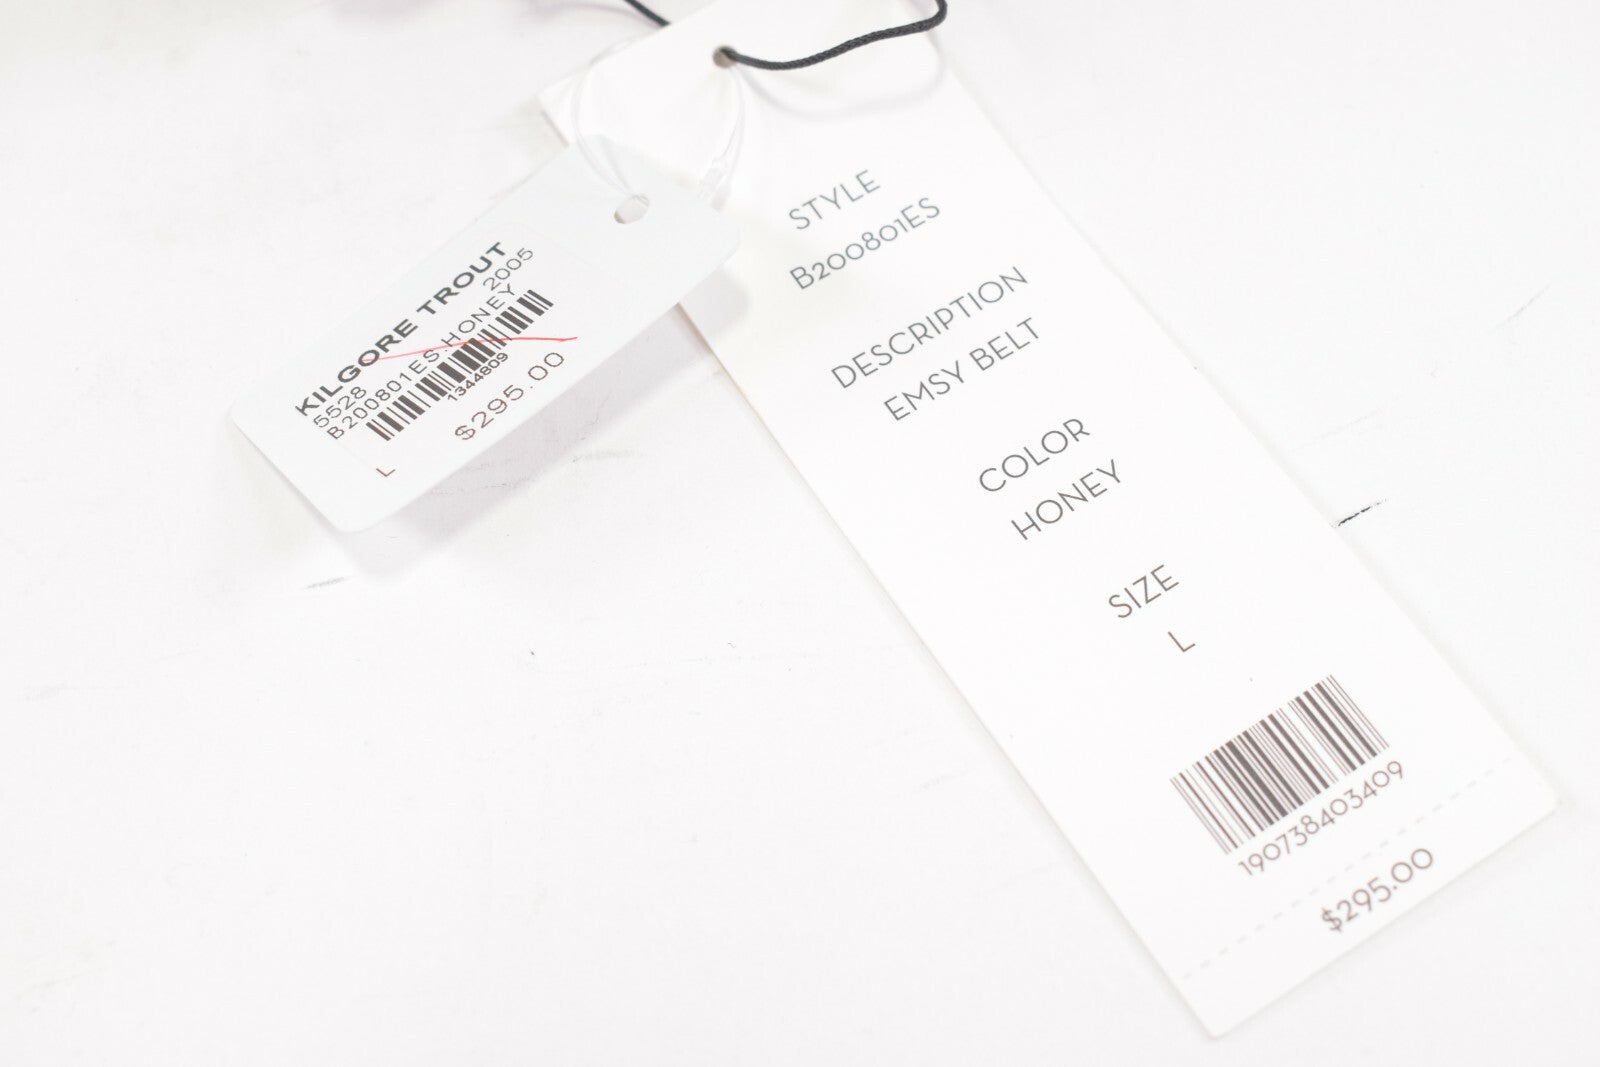 KILGORE TROUT
5528 2005
B200801ES.HONEY
1344809
L $295.00
STYLE
B200801ES
DESCRIPTION
EMSY BELT
COLOR
HONEY
SIZE
L
190738403409
$295.00